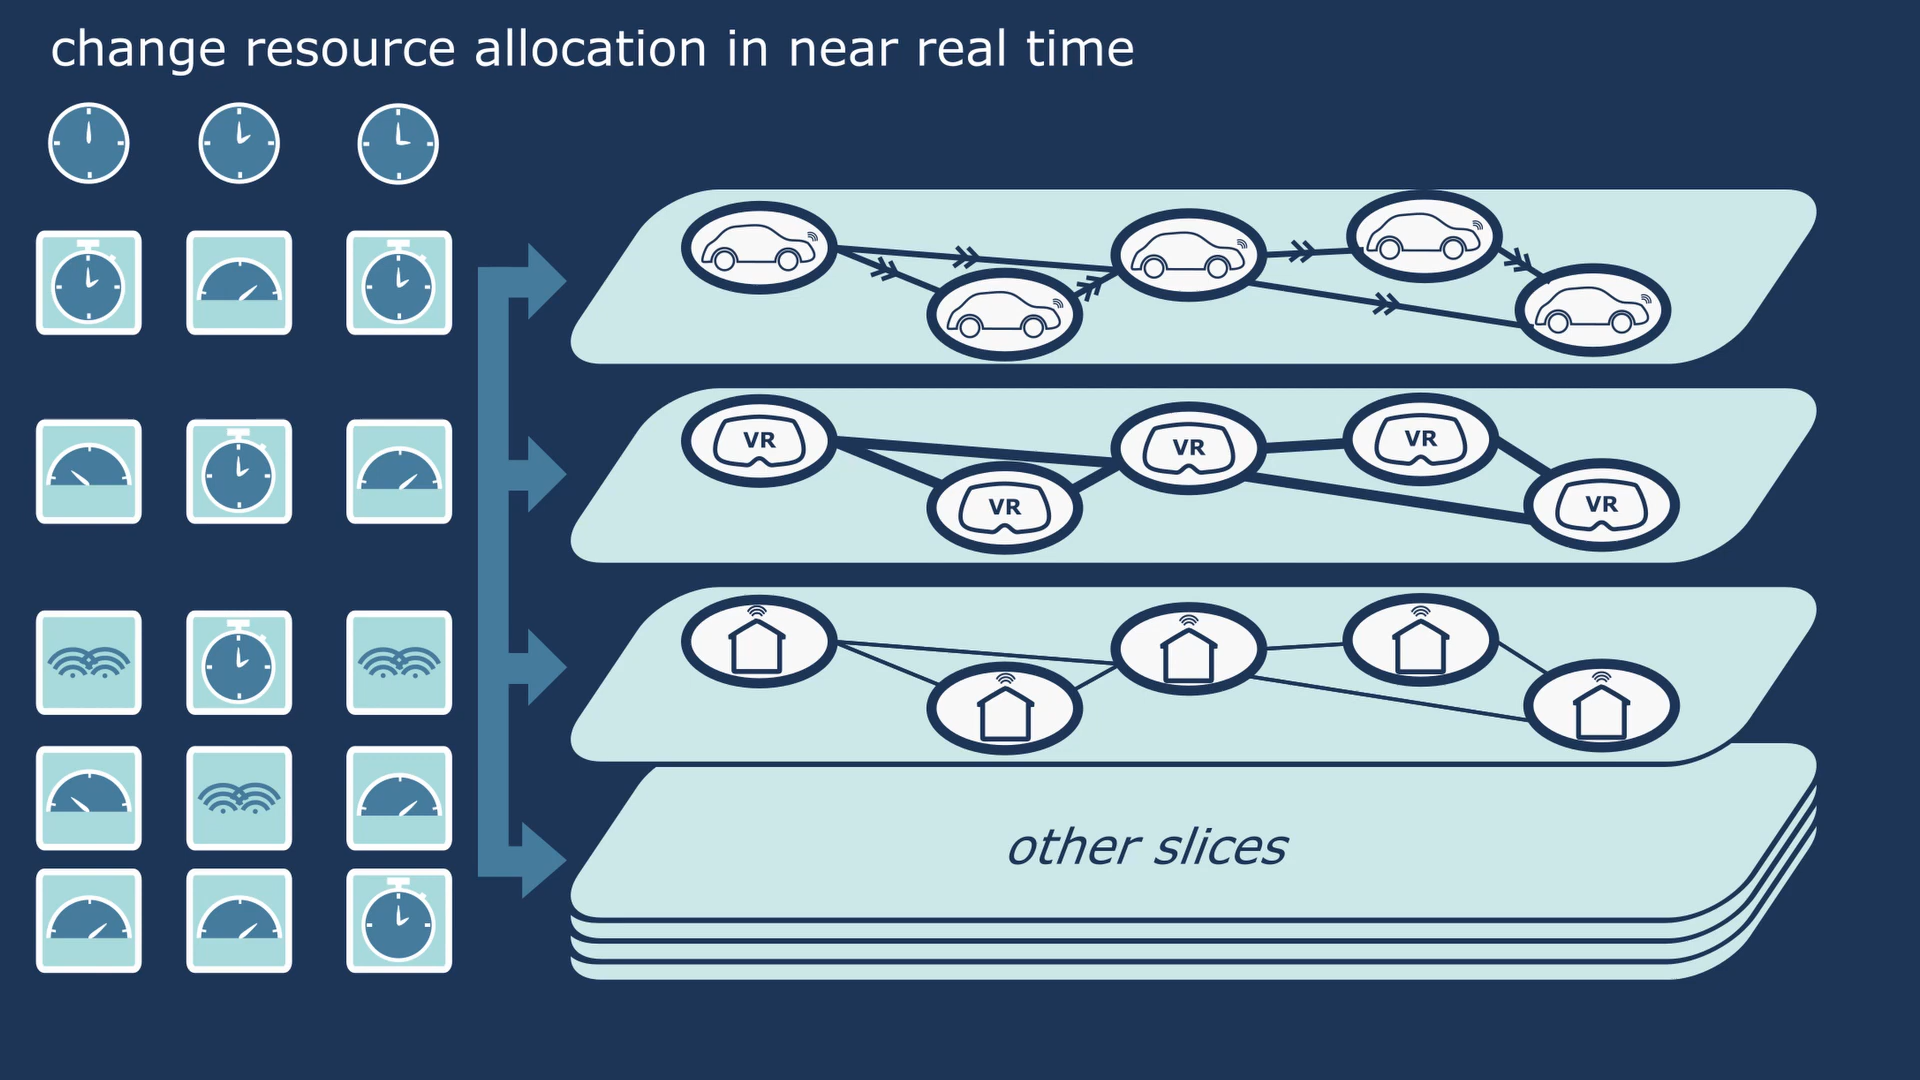 change resource allocation in near real time
VR
VR
VR
VR
VR
other slices